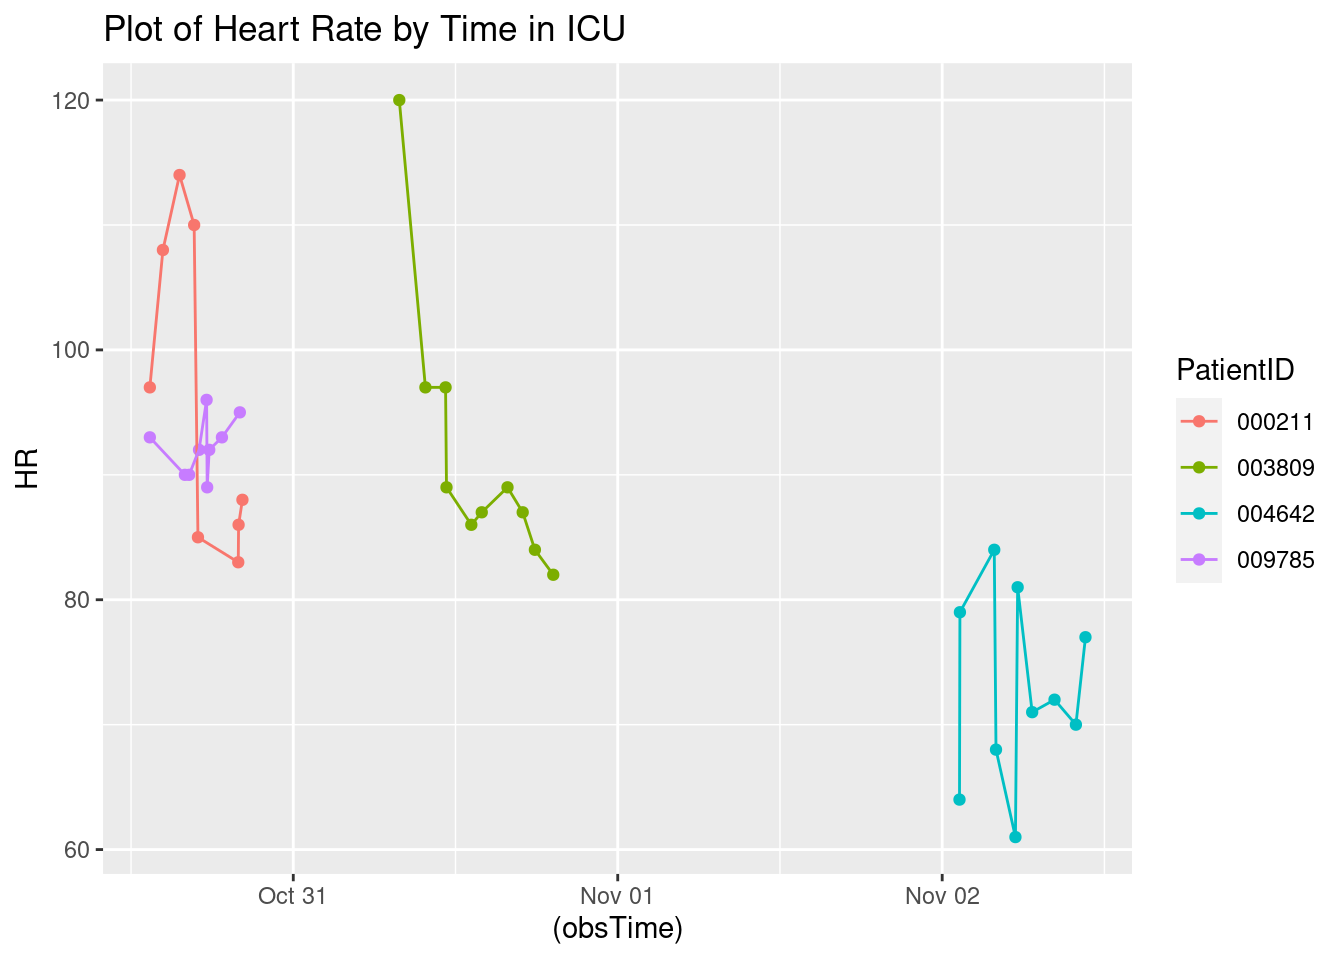 Plot of Heart Rate by Time in ICU
120
100
80
60
HR
Oct 31
Nov 01
Nov 02
(obsTime)
PatientID
000211
003809
004642
009785